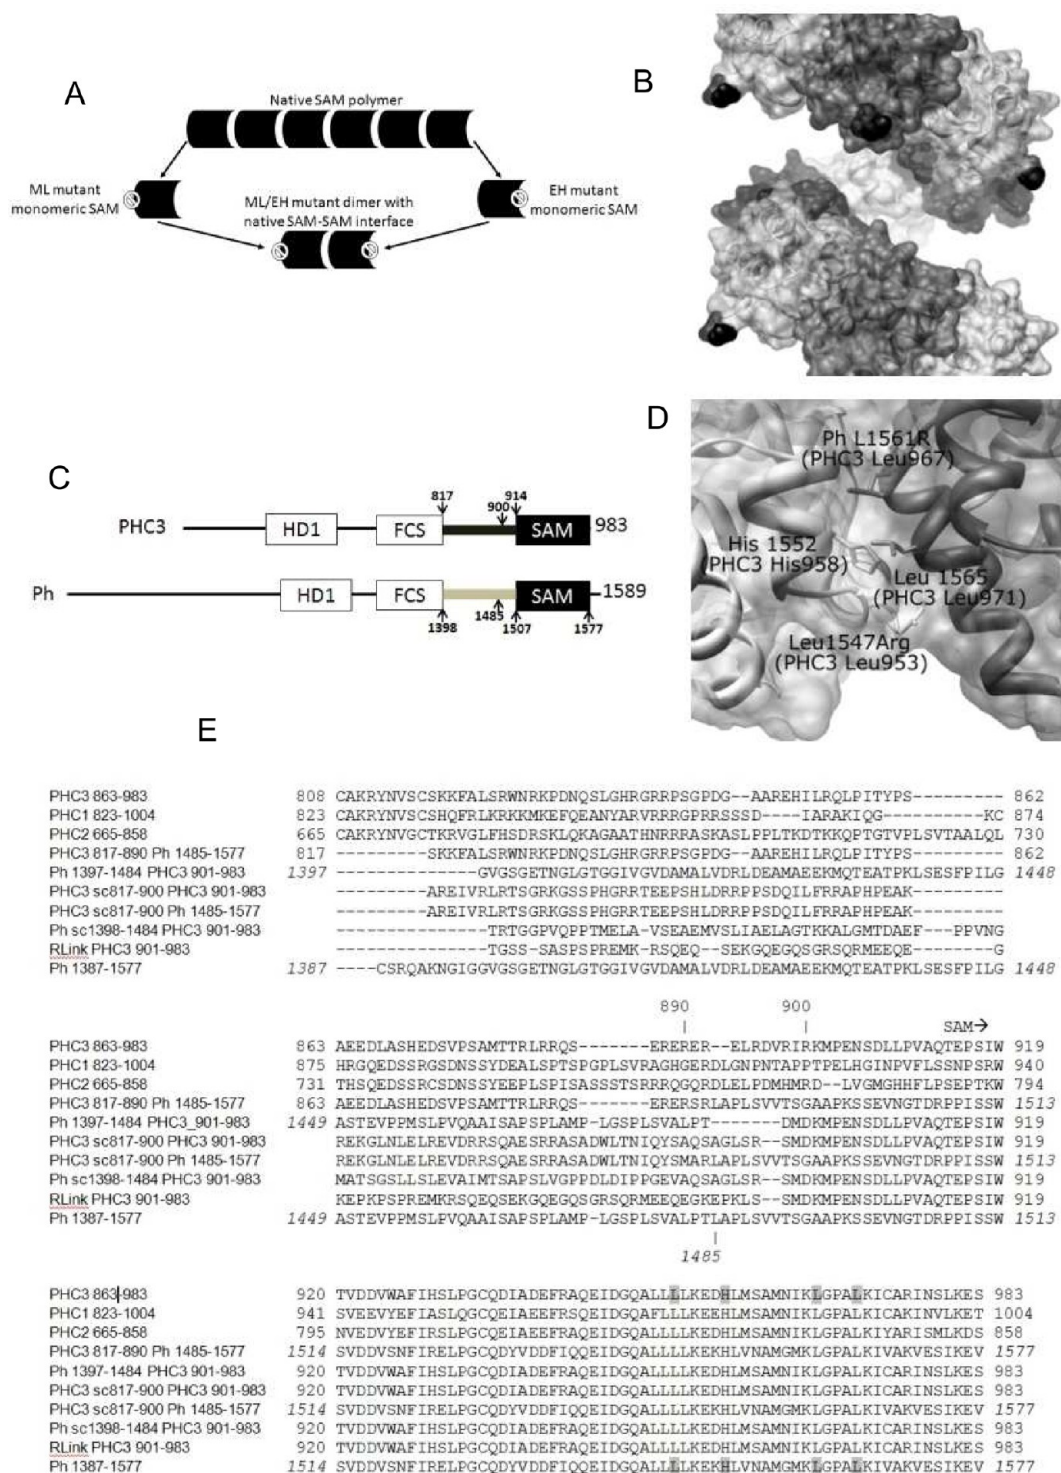 A
Native SAM polymer
ML mutant
monomeric SAM
ML/EH mutant dimer with
native SAM-SAM interface
EH mutant
monomeric SAM
B
C
817
900
914
PHC3
HD1
FCS
SAM
983
Ph
HD1
FCS
SAM
1589
1398
1485
1507
1577
D
Ph L1561R
(PHC3 Leu967)
His 1552
(PHC3 His958)
Leu 1565
(PHC3 Leu971)
Leu1547Arg
(PHC3 Leu953)
E
PHC3 863-983 808 CAKRYNVSCSKKFALSRWNRKPDNQSLGHRGRRPSGPDG--AAREHILRQLPITYPS--------- 862
PHC1 823-1004 823 CAKRYNVSCSHQFRLKRKKMKEFQEANYARVRRRGPRRSSSD----IARAKIQG----------KC 874
PHC2 665-858 665 CAKRYNVGCTKRVGLFHSDRSKLQKAGAATHNRRRASKASLPPLTKDTKKQPTGTVPLSVTAALQL 730
PHC3 817-890 Ph 1485-1577 817 ---------SKKFALSRWNRKPDNQSLGHRGRRPSGPDG--AAREHILRQLPITYPS--------- 862
Ph 1397-1484 PHC3 901-983 1397 --------------GVGSGETNGLGTGGIVGVDAMALVDRLDEAMAEEKMQTEATPKLSESFPILG 1448
PHC3 sc817-900 PHC3 901-983 ---------AREIVRLRTSGRKGSSPHGRRTEEPSHLDRRPPSDQILFRRAPHPEAK---------
PHC3 sc817-900 Ph 1485-1577 ---------AREIVRLRTSGRKGSSPHGRRTEEPSHLDRRPPSDQILFRRAPHPEAK---------
Ph sc1398-1484 PHC3 901-983 ---------------TRTGGPVQPPTMELA-VSEAEMVSLIAELAGTKKALGMTDAEF--PPVNG
RLink PHC3 901-983 ---------------TGSS-SASPSPREMK-RSQEQ--SEKGQEGQSGRSQRMEEQE--------G
Ph 1387-1577 1387 ----CSRQAKNGIGGVGSGETNGLGTGGIVGVDAMALVDRLDEAMAEEKMQTEATPKLSESFPILG 1448
890
900
SAM→
PHC3 863-983 863 AEEDLASHEDSVPSAMTTRLRRQS-------ERERER--ELRDVRIRKMPENSDLLPVAQTEPSIW 919
PHC1 823-1004 875 HRGQEDSSRGSDNSSYDEALSPTSPGPLSVRAGHGERDLGNPNTAPPTPELHGINPVFLSSNPSRW 940
PHC2 665-858 731 THSQEDSSRCSDNSSYEEPLSPISASSSTSRRRQGQRDLELPDMHMRD--LVGMGHHFLPSEPTKW 794
PHC3 817-890 Ph 1485-1577 863 AEEDLASHEDSVPSAMTTRLRRQS-------ERERSRLAPLSVVTSGAAPKSSEVNGTDRPPISSW 1513
Ph 1397-1484 PHC3_901-983 1449 ASTEVPPMSLPVQAAISAPSPLAMP-LGSPLSVALPT-----DMDKMPENSDLLPVAQTEPSIW 919
PHC3 sc817-900 PHC3 901-983 REKGLNLELREVDRRSQAESRRASADWLTNIQYSAQSAGLSR---SMDKMPENSDLLPVAQTEPSIW 919
PHC3 sc817-900 Ph 1485-1577 REKGLNLELREVDRRSQAESRRASADWLTNIQYSMARLAPLSVVTSGAAPKSSEVNGTDRPPISSW 1513
Ph sc1398-1484 PHC3 901-983 MATSGSLLSLEVAIMTSAPSLVGPPDLDIPPGEVAQSAGLSR---SMDKMPENSDLLPVAQTEPSIW 919
RLink PHC3 901-983 KEPKPSPREMKRSQEQSEKGQEGQSGRSQRMEEQEGKEPKLS--SMDKMPENSDLLPVAQTEPSIW 919
Ph 1387-1577 1449 ASTEVPPMSLPVQAAISAPSPLAMP-LGSPLSVALPTLAPLSVVTSGAAPKSSEVNGTDRPPISSW 1513
1485
PHC3 863-983 920 TVDDVWAFIHSLPGCQDIADEFRAQEIDGQALLLLKEDHLMSAMNIKLGPALKICARINSLKES 983
PHC1 823-1004 941 SVEEVYEFIASLQGCQEIAEEFRSQEIDGQALFLLKEEHLMSAMNIKLGPALKICAKINVLKET 1004
PHC2 665-858 795 NVEDVYEFIRSLPGCQEIAEEFRAQEIDGQALLLLKEDHLMSAMNIKLGPALKIYARISMLKDS 858
PHC3 817-890 Ph 1485-1577 1514 SVDDVSNFIRELPGCQDYVDDFIQQEIDGQALLLLKEKHLVNAMGMKLGPALKIVAKVESIKEV 1577
Ph 1397-1484 PHC3 901-983 920 TVDDVWAFIHSLPGCQDIADEFRAQEIDGQALLLLKEDHLMSAMNIKLGPALKICARINSLKES 983
PHC3 sc817-900 PHC3 901-983 920 TVDDVWAFIHSLPGCQDIADEFRAQEIDGQALLLLKEDHLMSAMNIKLGPALKICARINSLKES 983
PHC3 sc817-900 Ph 1485-1577 1514 SVDDVSNFIRELPGCQDYVDDFIQQEIDGQALLLLKEKHLVNAMGMKLGPALKIVAKVESIKEV 1577
Ph sc1398-1484 PHC3 901-983 920 TVDDVWAFIHSLPGCQDIADEFRAQEIDGQALLLLKEDHLMSAMNIKLGPALKICARINSLKES 983
RLink PHC3 901-983 920 TVDDVWAFIHSLPGCQDIADEFRAQEIDGQALLLLKEDHLMSAMNIKLGPALKICARINSLKES 983
Ph 1387-1577 1514 SVDDVSNFIRELPGCQDYVDDFIQQEIDGQALLLLKEKHLVNAMGMKLGPALKIVAKVESIKEV 1577